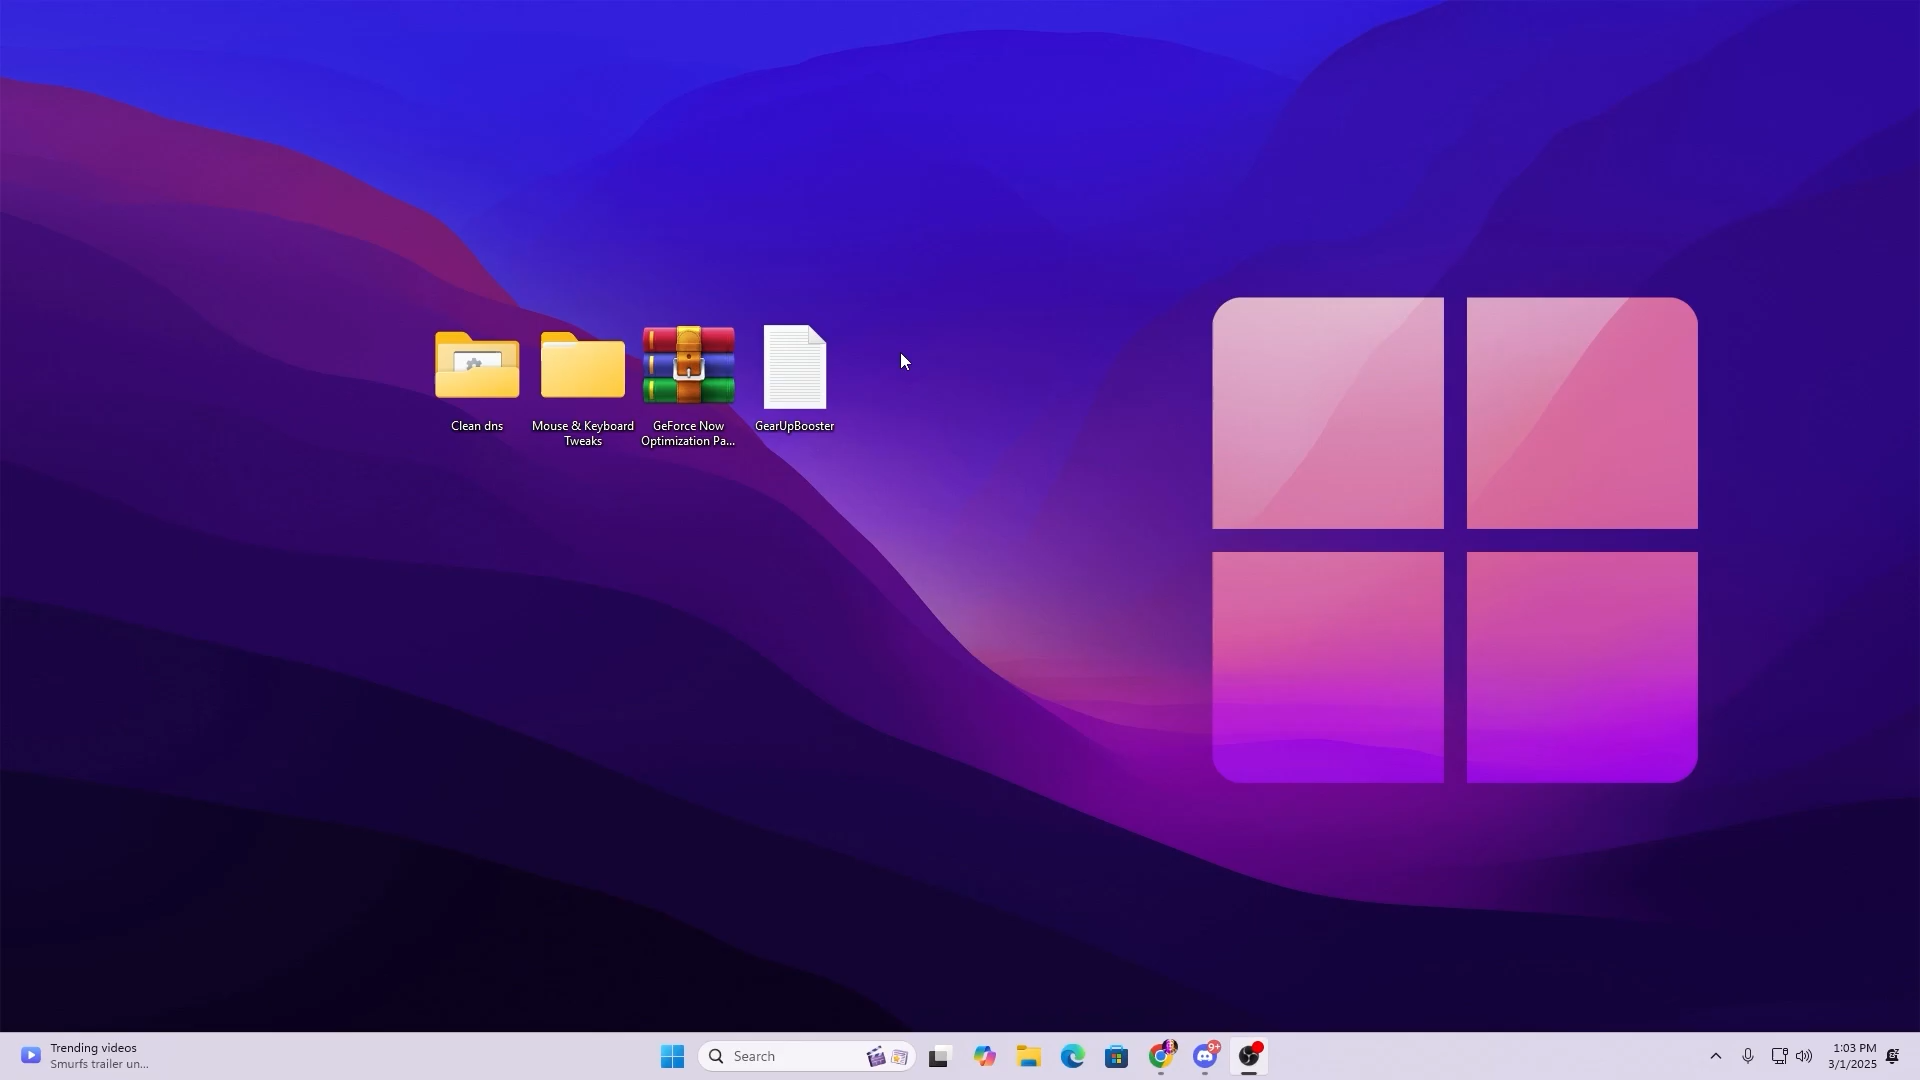 Clean dns
Mouse & Keyboard
Tweaks
GeForce Now
Optimization Pa...
GearUpBooster
Trending videos
Smurfs trailer un...
Search
9+
1:03 PM
3/1/2025